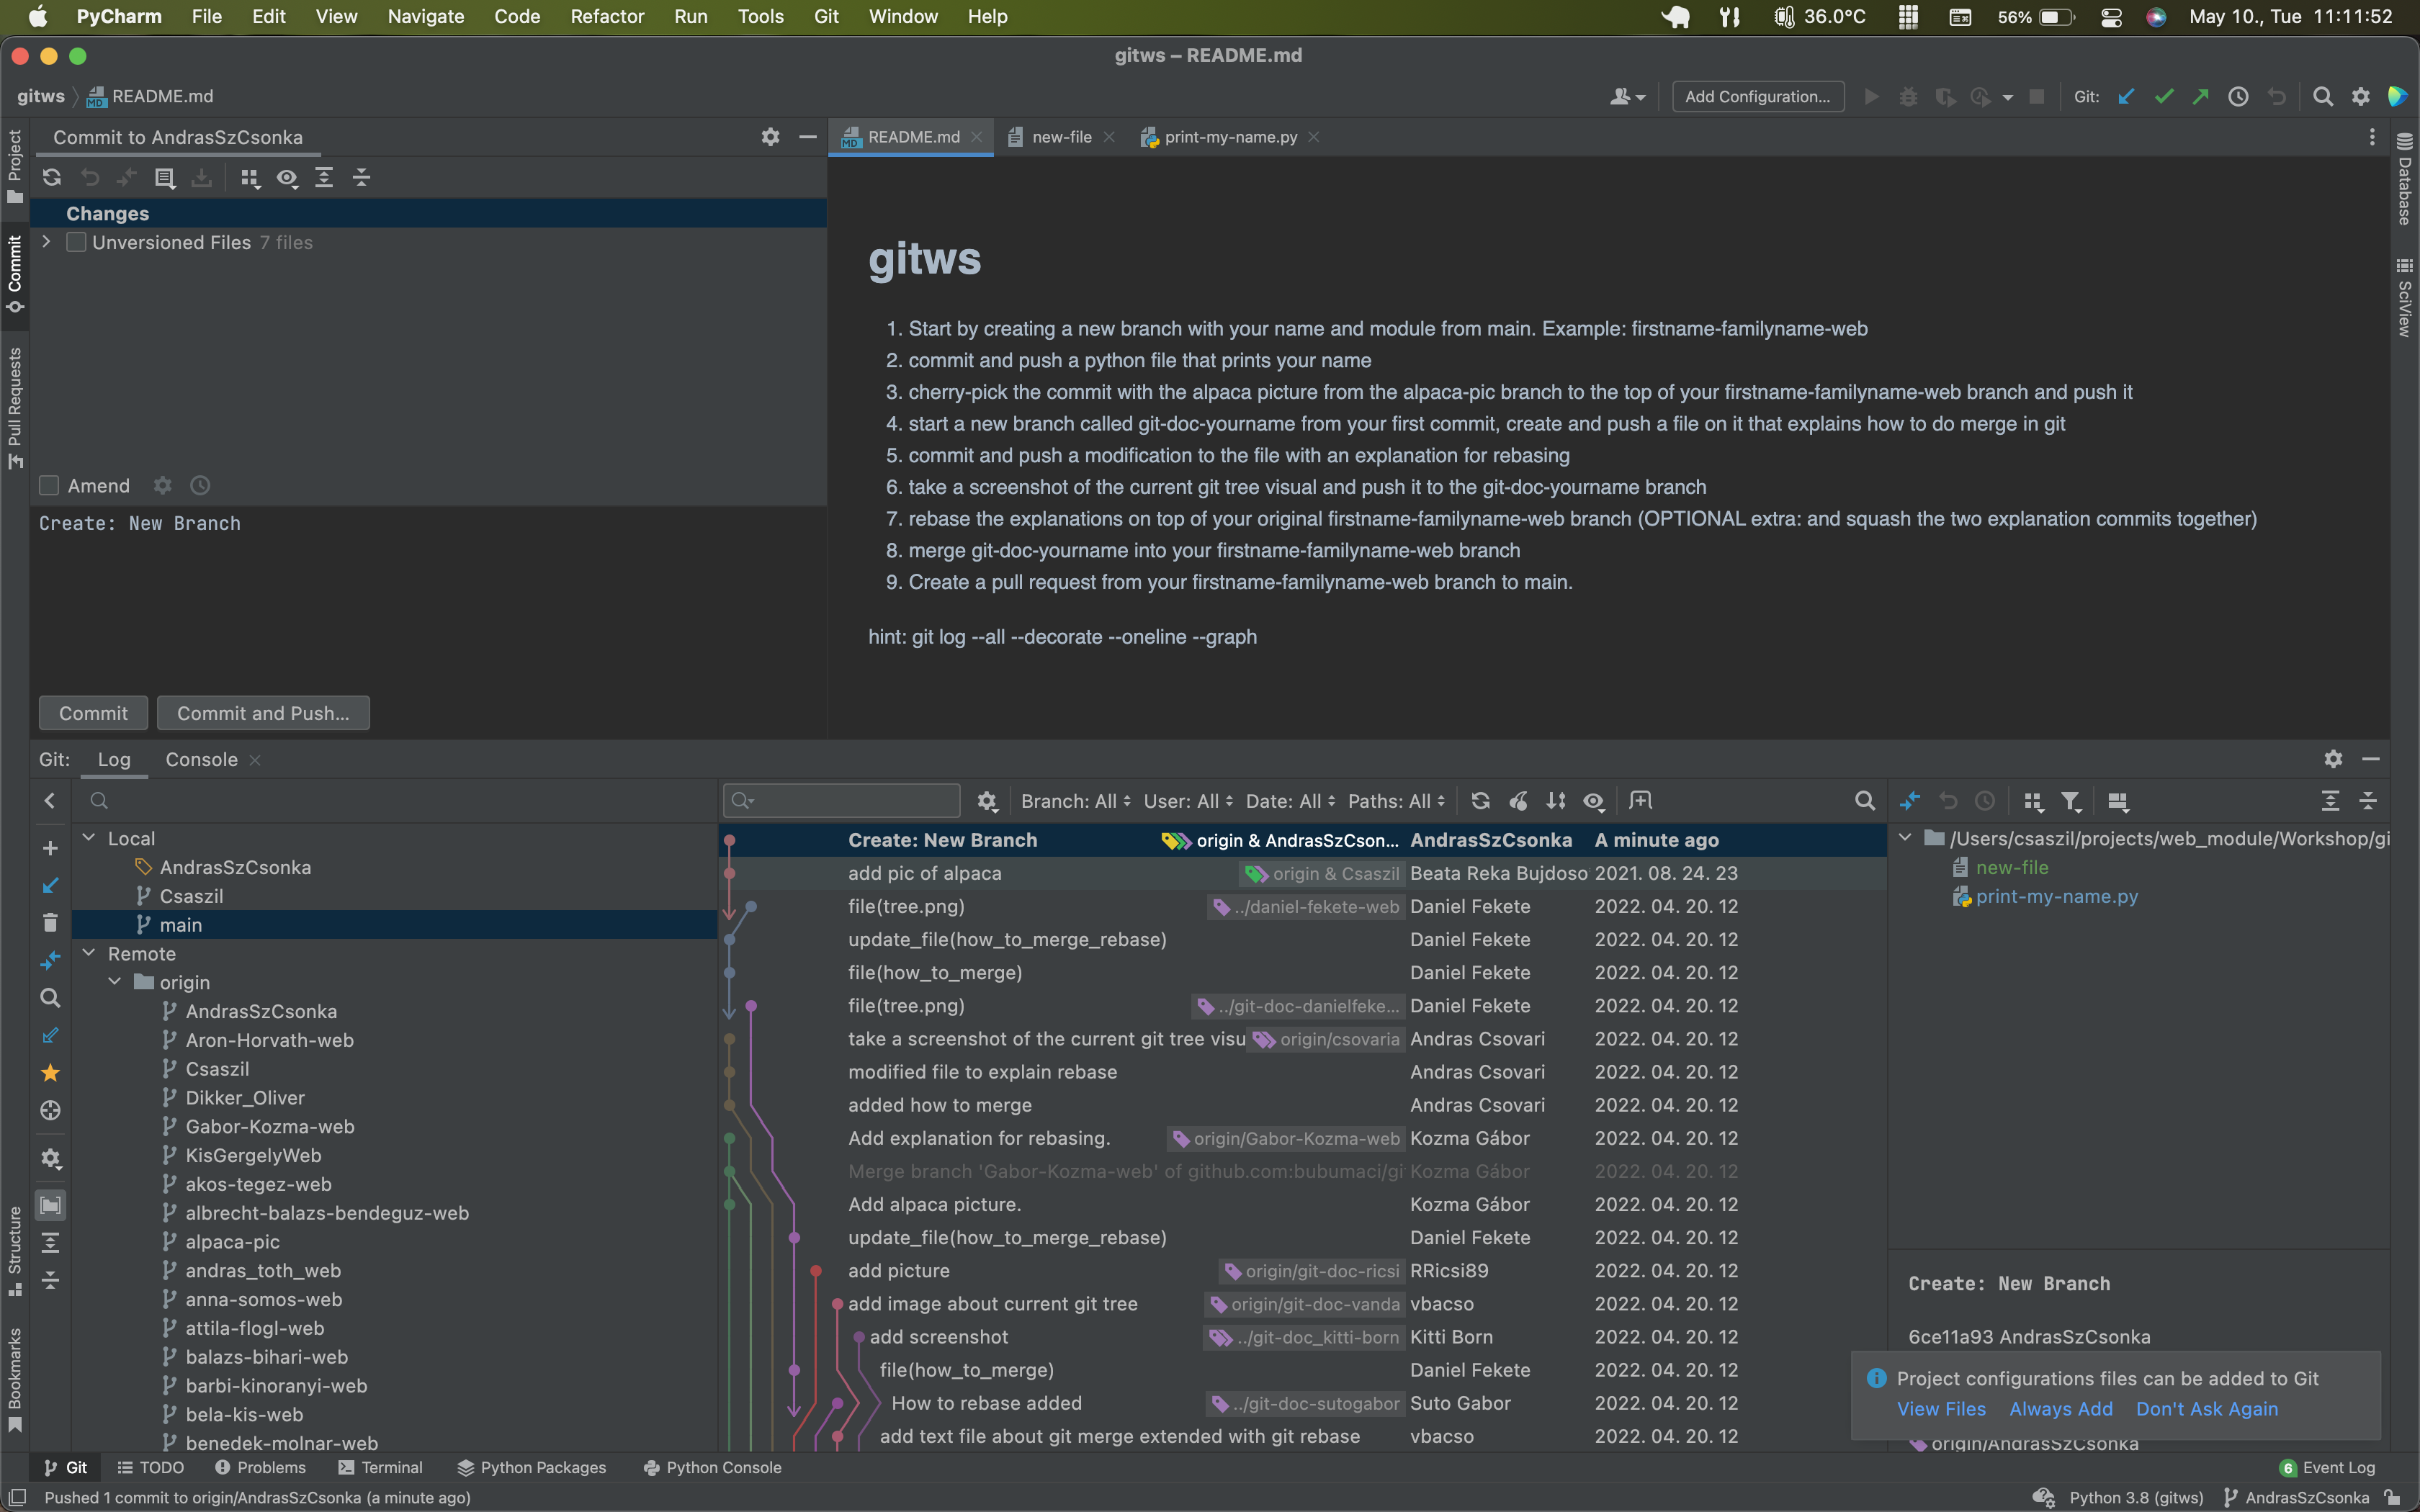 PyCharm File Edit View Navigate Code Refactor Run Tools Git Window Help 36.0°C 56% May 10., Tue 11:11:52
gitws – README.md
gitws README.md Add Configuration... Git:
Project
Commit
Pull Requests
Structure
Bookmarks
Commit to AndrasSzCsonka
Changes
Unversioned Files 7 files
Amend
Create: New Branch
Commit Commit and Push...
README.md new-file print-my-name.py
gitws
1. Start by creating a new branch with your name and module from main. Example: firstname-familyname-web
2. commit and push a python file that prints your name
3. cherry-pick the commit with the alpaca picture from the alpaca-pic branch to the top of your firstname-familyname-web branch and push it
4. start a new branch called git-doc-yourname from your first commit, create and push a file on it that explains how to do merge in git
5. commit and push a modification to the file with an explanation for rebasing
6. take a screenshot of the current git tree visual and push it to the git-doc-yourname branch
7. rebase the explanations on top of your original firstname-familyname-web branch (OPTIONAL extra: and squash the two explanation commits together)
8. merge git-doc-yourname into your firstname-familyname-web branch
9. Create a pull request from your firstname-familyname-web branch to main.
hint: git log --all --decorate --oneline --graph
Database
SciView
Git: Log Console
Local
AndrasSzCsonka
Csaszil
main
Remote
origin
AndrasSzCsonka
Aron-Horvath-web
Csaszil
Dikker_Oliver
Gabor-Kozma-web
KisGergelyWeb
akos-tegez-web
albrecht-balazs-bendeguz-web
alpaca-pic
andras_toth_web
anna-somos-web
attila-flogl-web
balazs-bihari-web
barbi-kinoranyi-web
bela-kis-web
benedek-molnar-web
Branch: All User: All Date: All Paths: All
Create: New Branch origin & AndrasSzCson... AndrasSzCsonka A minute ago
add pic of alpaca origin & Csaszil Beata Reka Bujdoso 2021. 08. 24. 23
file(tree.png) ../daniel-fekete-web Daniel Fekete 2022. 04. 20. 12
update_file(how_to_merge_rebase) Daniel Fekete 2022. 04. 20. 12
file(how_to_merge) Daniel Fekete 2022. 04. 20. 12
file(tree.png) ../git-doc-danielfeke... Daniel Fekete 2022. 04. 20. 12
take a screenshot of the current git tree visu origin/csovaria Andras Csovari 2022. 04. 20. 12
modified file to explain rebase Andras Csovari 2022. 04. 20. 12
added how to merge Andras Csovari 2022. 04. 20. 12
Add explanation for rebasing. origin/Gabor-Kozma-web Kozma Gábor 2022. 04. 20. 12
Merge branch 'Gabor-Kozma-web' of github.com:bubumaci/gi Kozma Gábor 2022. 04. 20. 12
Add alpaca picture. Kozma Gábor 2022. 04. 20. 12
update_file(how_to_merge_rebase) Daniel Fekete 2022. 04. 20. 12
add picture origin/git-doc-ricsi RRicsi89 2022. 04. 20. 12
add image about current git tree origin/git-doc-vanda vbacso 2022. 04. 20. 12
add screenshot ../git-doc_kitti-born Kitti Born 2022. 04. 20. 12
file(how_to_merge) Daniel Fekete 2022. 04. 20. 12
How to rebase added ../git-doc-sutogabor Suto Gabor 2022. 04. 20. 12
add text file about git merge extended with git rebase vbacso 2022. 04. 20. 12
/Users/csaszil/projects/web_module/Workshop/gi
new-file
print-my-name.py
Create: New Branch
6ce11a93 AndrasSzCsonka
Project configurations files can be added to Git
View Files Always Add Don't Ask Again
origin/AndrasSzCsonka
Git TODO Problems Terminal Python Packages Python Console 6 Event Log
Pushed 1 commit to origin/AndrasSzCsonka (a minute ago) Python 3.8 (gitws) AndrasSzCsonka